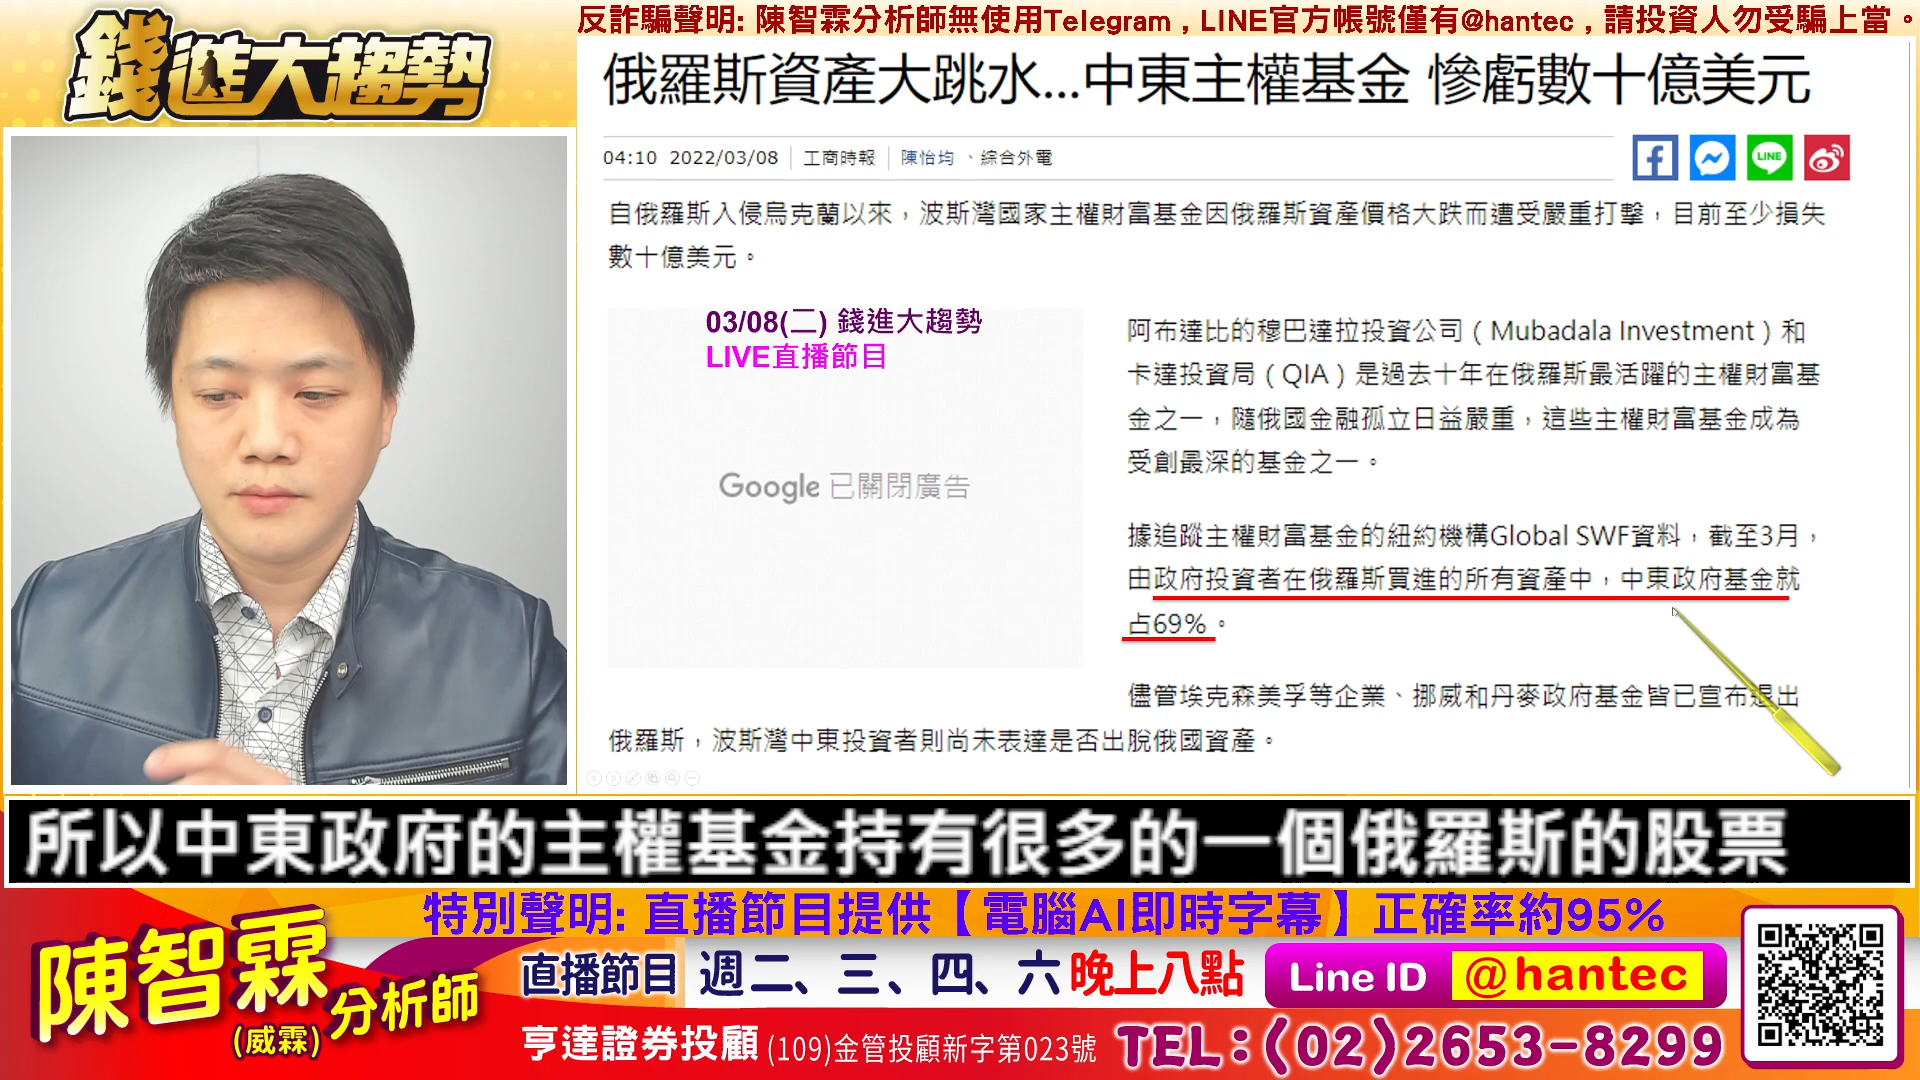 反詐騙聲明: 陳智霖分析師無使用Telegram , LINE官方帳號僅有@hantec , 請投資人勿受騙上當。
錢進大趨勢
俄羅斯資產大跳水...中東主權基金 慘虧數十億美元
04:10 2022/03/08 工商時報 陳怡均 、綜合外電
LINE
自俄羅斯入侵烏克蘭以來，波斯灣國家主權財富基金因俄羅斯資產價格大跌而遭受嚴重打擊，目前至少損失
數十億美元。
03/08(二) 錢進大趨勢
LIVE直播節目
Google 已關閉廣告
阿布達比的穆巴達拉投資公司（Mubadala Investment）和
卡達投資局（QIA）是過去十年在俄羅斯最活躍的主權財富基
金之一，隨俄國金融孤立日益嚴重，這些主權財富基金成為
受創最深的基金之一。
據追蹤主權財富基金的紐約機構Global SWF資料，截至3月，
由政府投資者在俄羅斯買進的所有資產中，中東政府基金就
占69%。
儘管埃克森美孚等企業、挪威和丹麥政府基金皆已宣布退出
俄羅斯，波斯灣中東投資者則尚未表達是否出脫俄國資產。
所以中東政府的主權基金持有很多的一個俄羅斯的股票
特別聲明: 直播節目提供【電腦AI即時字幕】正確率約95%
陳智霖
(威霖)
分析師
直播節目 週二、三、四、六 晚上八點
Line ID @hantec
亨達證券投顧 (109)金管投顧新字第023號 TEL:(02)2653-8299